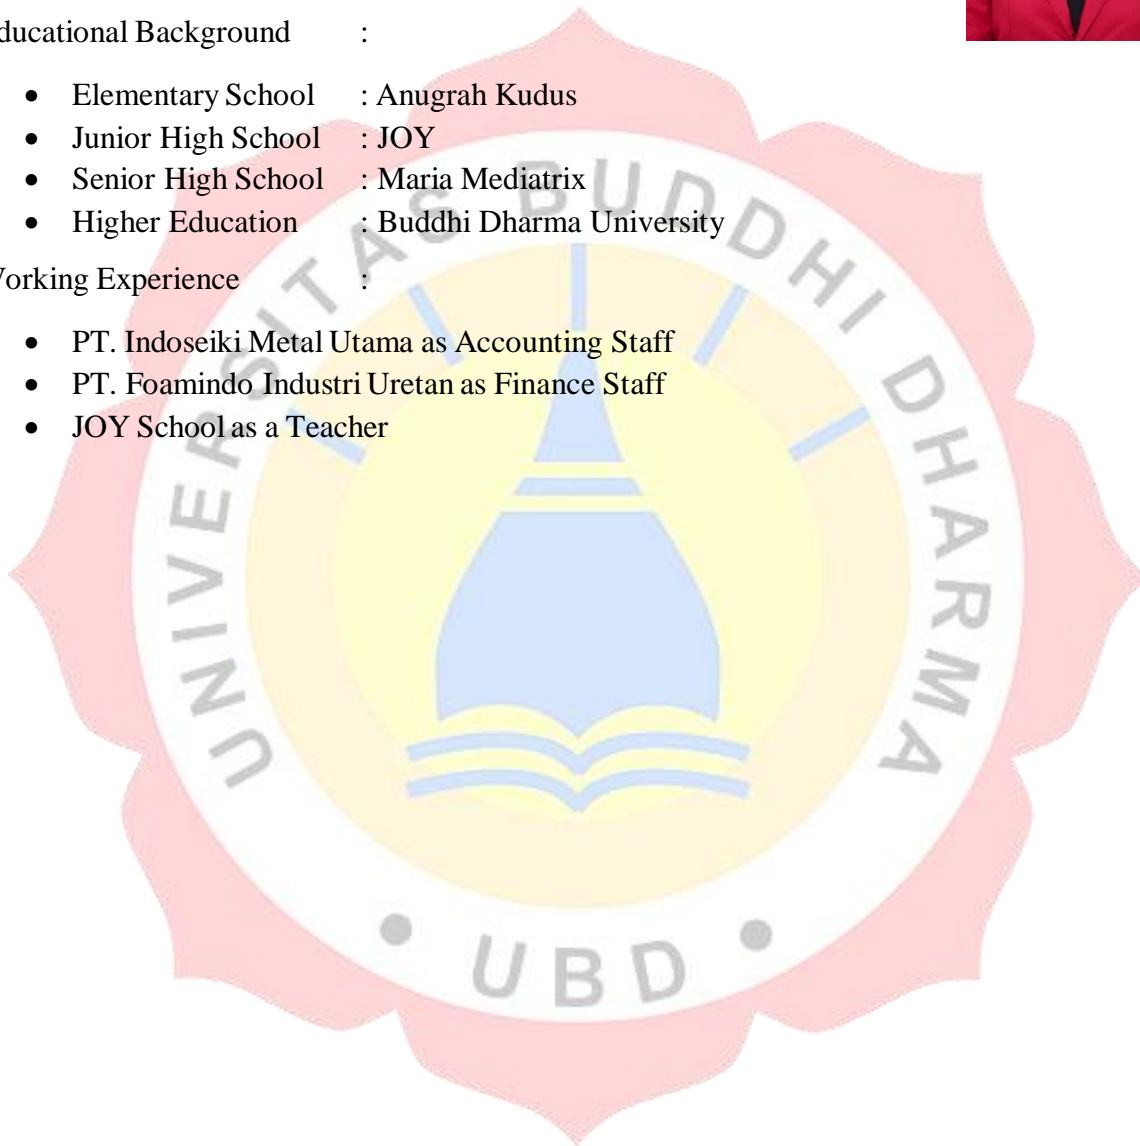 ducational Background :
• Elementary School : Anugrah Kudus
• Junior High School : JOY
• Senior High School : Maria Mediatrix
• Higher Education : Buddhi Dharma University
Working Experience :
• PT. Indoseiki Metal Utama as Accounting Staff
• PT. Foamindo Industri Uretan as Finance Staff
• JOY School as a Teacher
UNIVERSITAS BUDDHI DHARMA
• UBD •